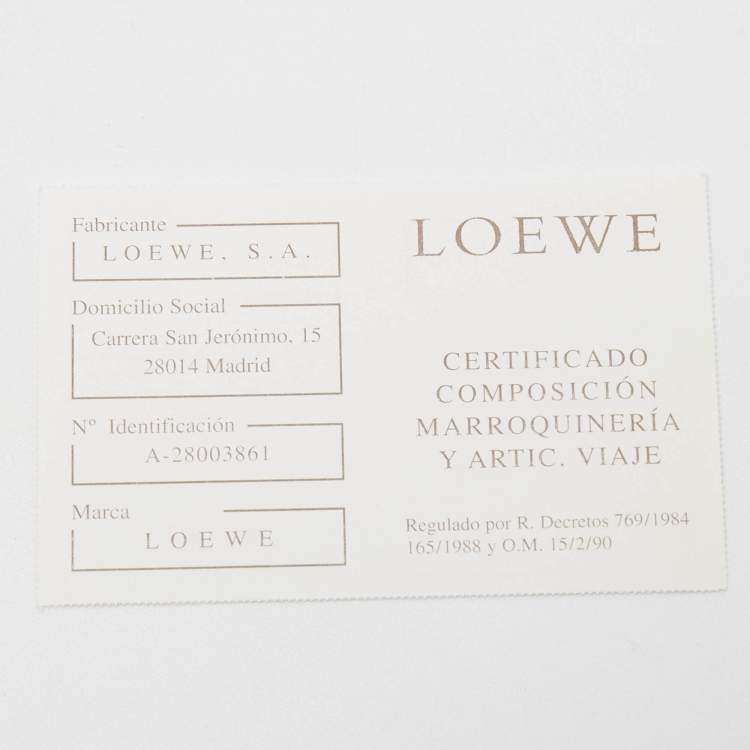 Fabricante
LOEWE, S.A.
Domicilio Social
Carrera San Jerónimo, 15
28014 Madrid
Nº Identificación
A-28003861
Marca
LOEWE
LOEWE
CERTIFICADO
COMPOSICIÓN
MARROQUINERÍA
Y ARTIC. VIAJE
Regulado por R. Decretos 769/1984
165/1988 y O.M. 15/2/90